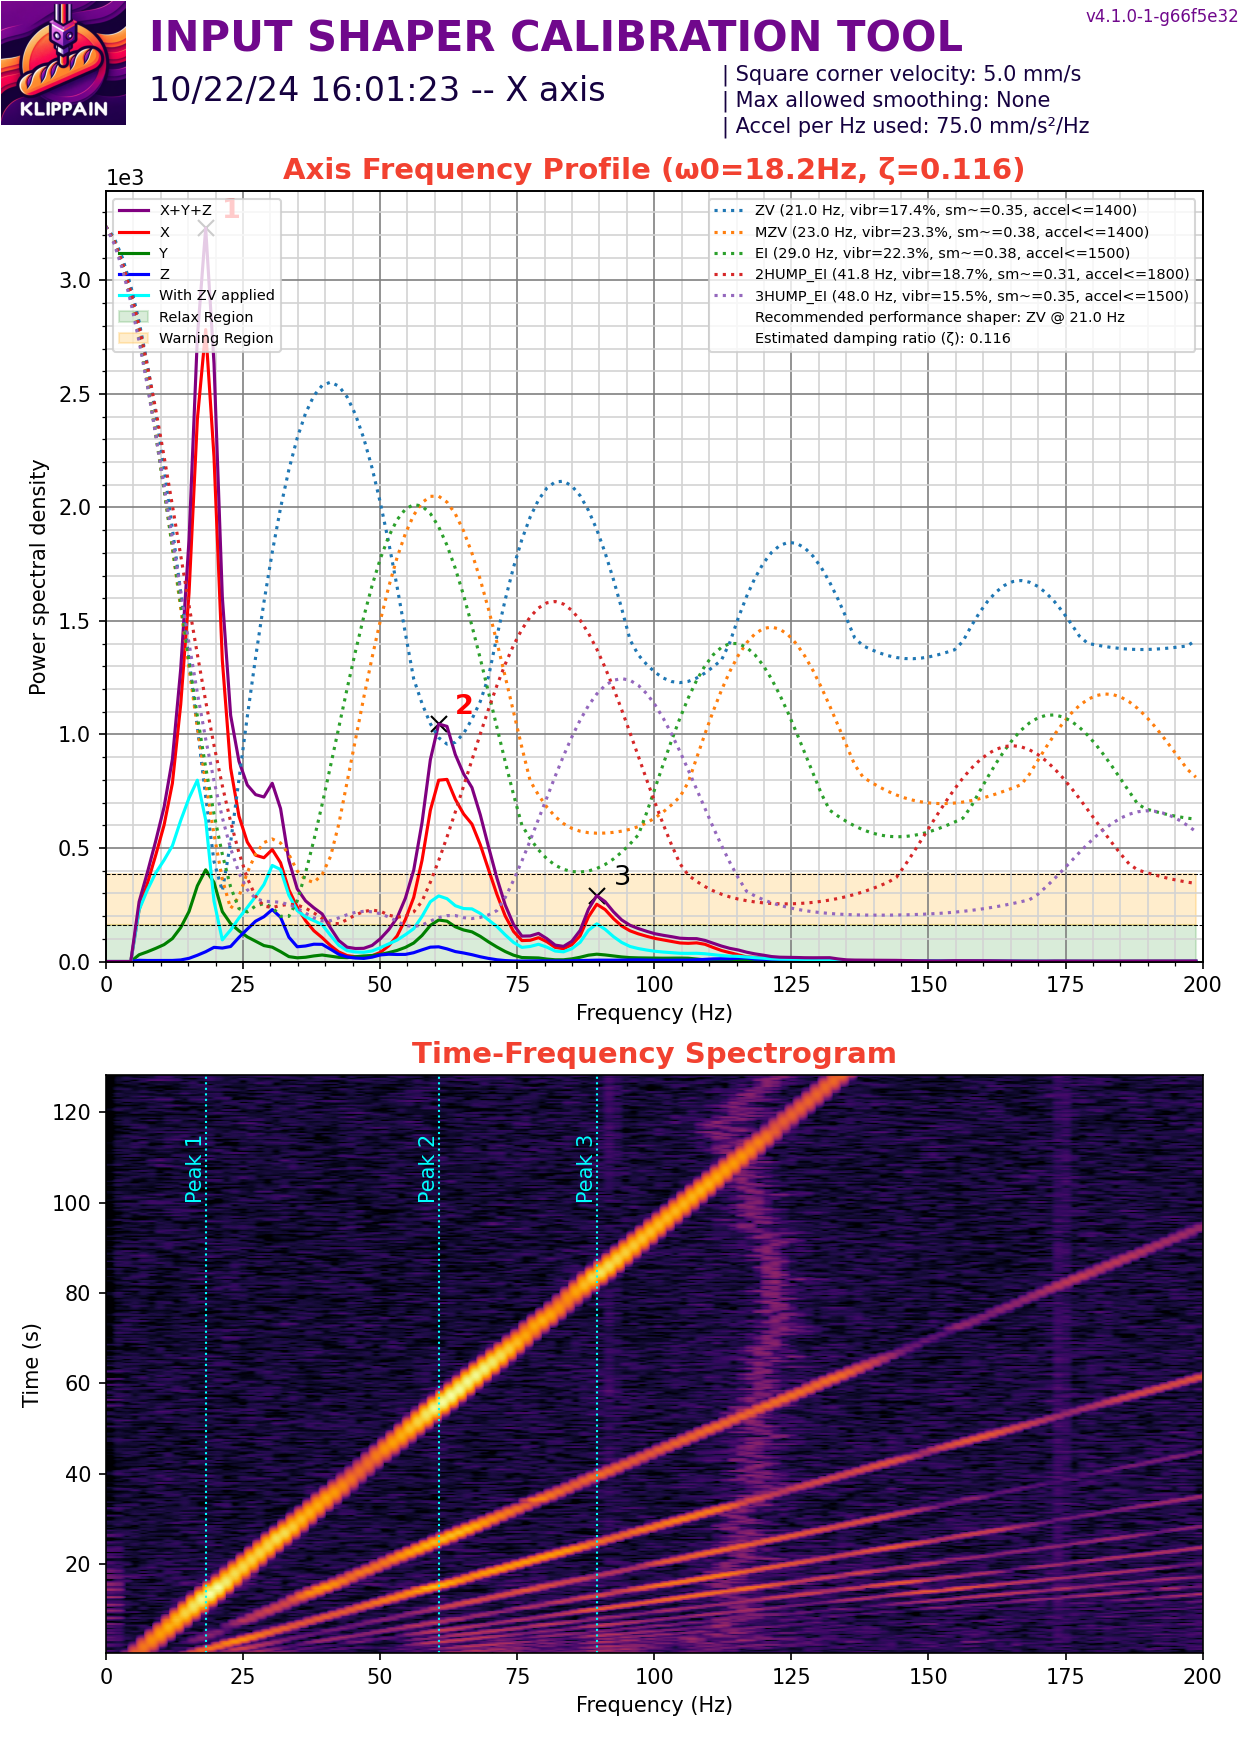 v4.1.0-1-g66f5e32
INPUT SHAPER CALIBRATION TOOL
10/22/24 16:01:23 -- X axis
| Square corner velocity: 5.0 mm/s
| Max allowed smoothing: None
| Accel per Hz used: 75.0 mm/s²/Hz
KLIPPAIN
Axis Frequency Profile (ω0=18.2Hz, ζ=0.116)
1e3
X+Y+Z
X
Y
Z
With ZV applied
Relax Region
Warning Region
1
ZV (21.0 Hz, vibr=17.4%, sm~=0.35, accel<=1400)
MZV (23.0 Hz, vibr=23.3%, sm~=0.38, accel<=1400)
EI (29.0 Hz, vibr=22.3%, sm~=0.38, accel<=1500)
2HUMP_EI (41.8 Hz, vibr=18.7%, sm~=0.31, accel<=1800)
3HUMP_EI (48.0 Hz, vibr=15.5%, sm~=0.35, accel<=1500)
Recommended performance shaper: ZV @ 21.0 Hz
Estimated damping ratio (ζ): 0.116
3.0
2.5
2.0
1.5
1.0
0.5
0.0
Power spectral density
2
3
0 25 50 75 100 125 150 175 200
Frequency (Hz)
Time-Frequency Spectrogram
120
100
80
60
40
20
Time (s)
Peak 1
Peak 2
Peak 3
0 25 50 75 100 125 150 175 200
Frequency (Hz)